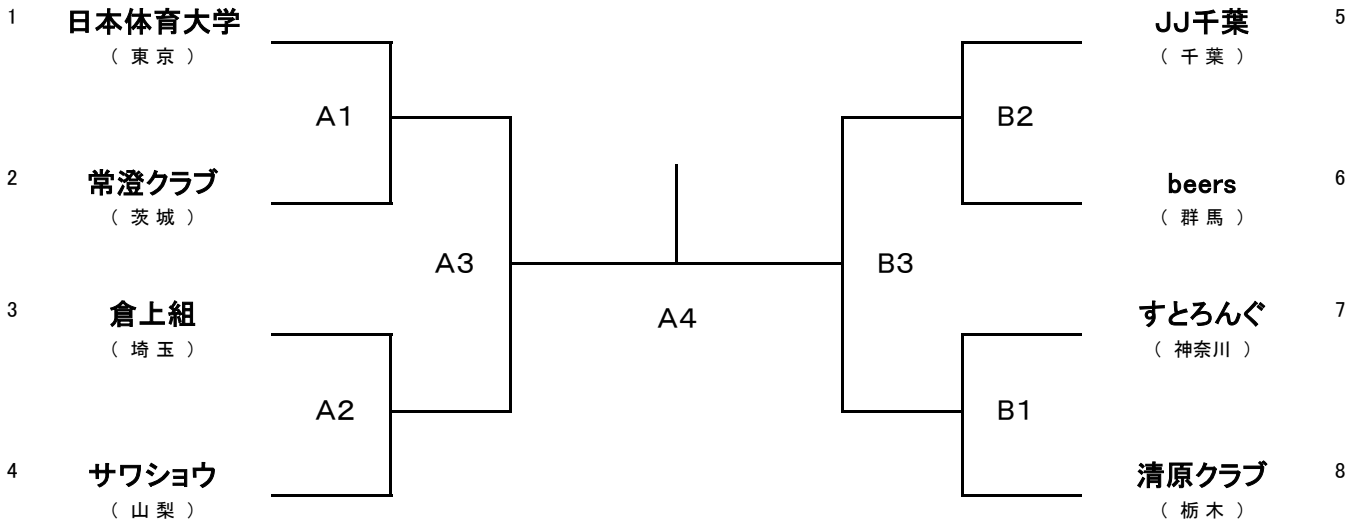 1 日本体育大学
（ 東 京 ）
A1
2 常澄クラブ
（ 茨 城 ）
A3
3 倉上組
（ 埼 玉 ）
A2
4 サワショウ
（ 山 梨 ）
A4
JJ千葉 5
（ 千 葉 ）
B2
beers 6
（ 群 馬 ）
B3
すとろんぐ 7
（ 神奈川 ）
B1
清原クラブ 8
（ 栃 木 ）